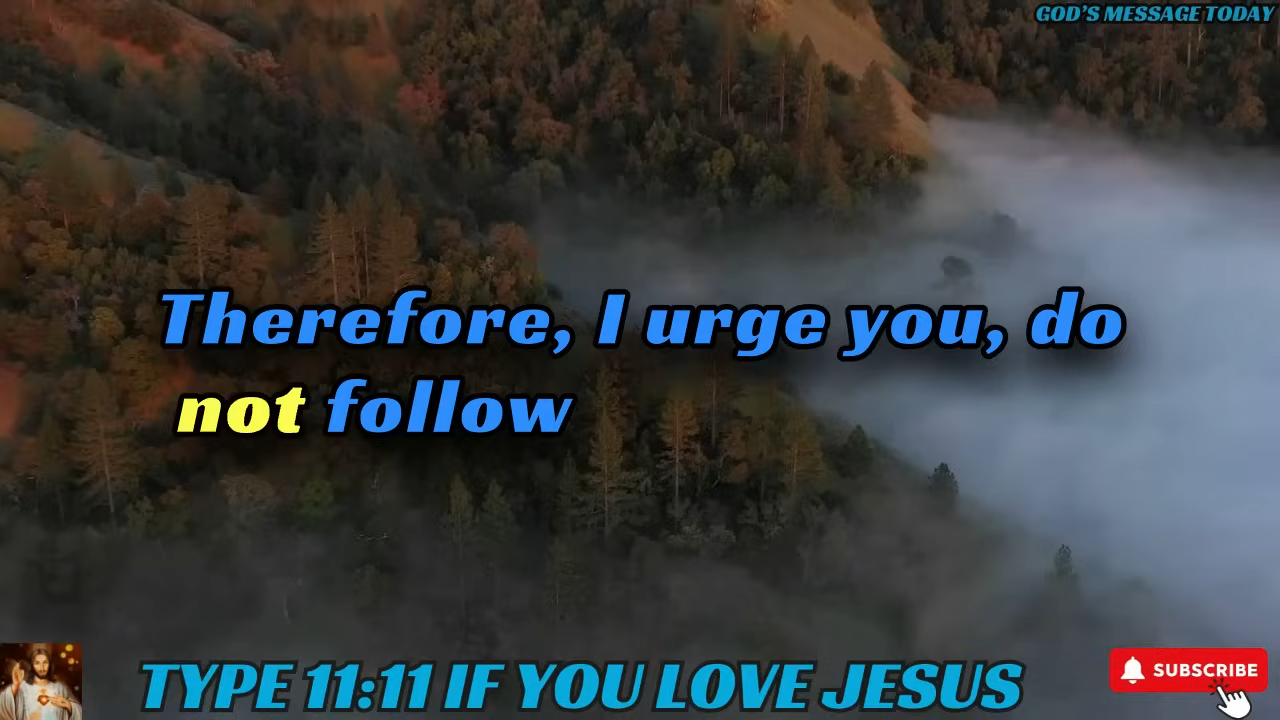 GOD'S MESSAGE TODAY
Therefore, I urge you, do
not follow
TYPE 11:11 IF YOU LOVE JESUS
SUBSCRIBE